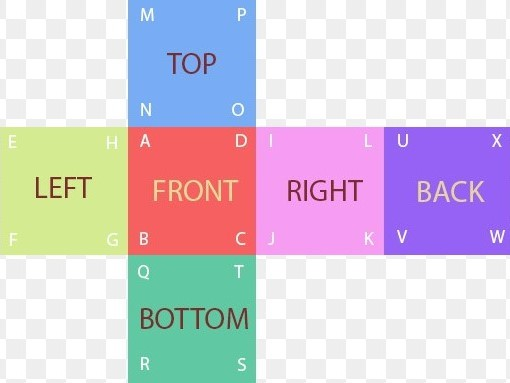 M P
TOP
N O
E H A D I L U X
LEFT FRONT RIGHT BACK
F G B C J K V W
Q T
BOTTOM
R S